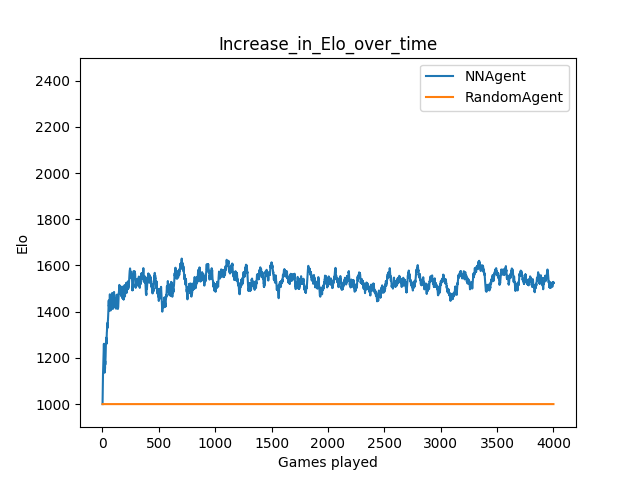 Increase_in_Elo_over_time
NNAgent
RandomAgent
2400
2200
2000
1800
1600
1400
1200
1000
Elo
0 500 1000 1500 2000 2500 3000 3500 4000
Games played